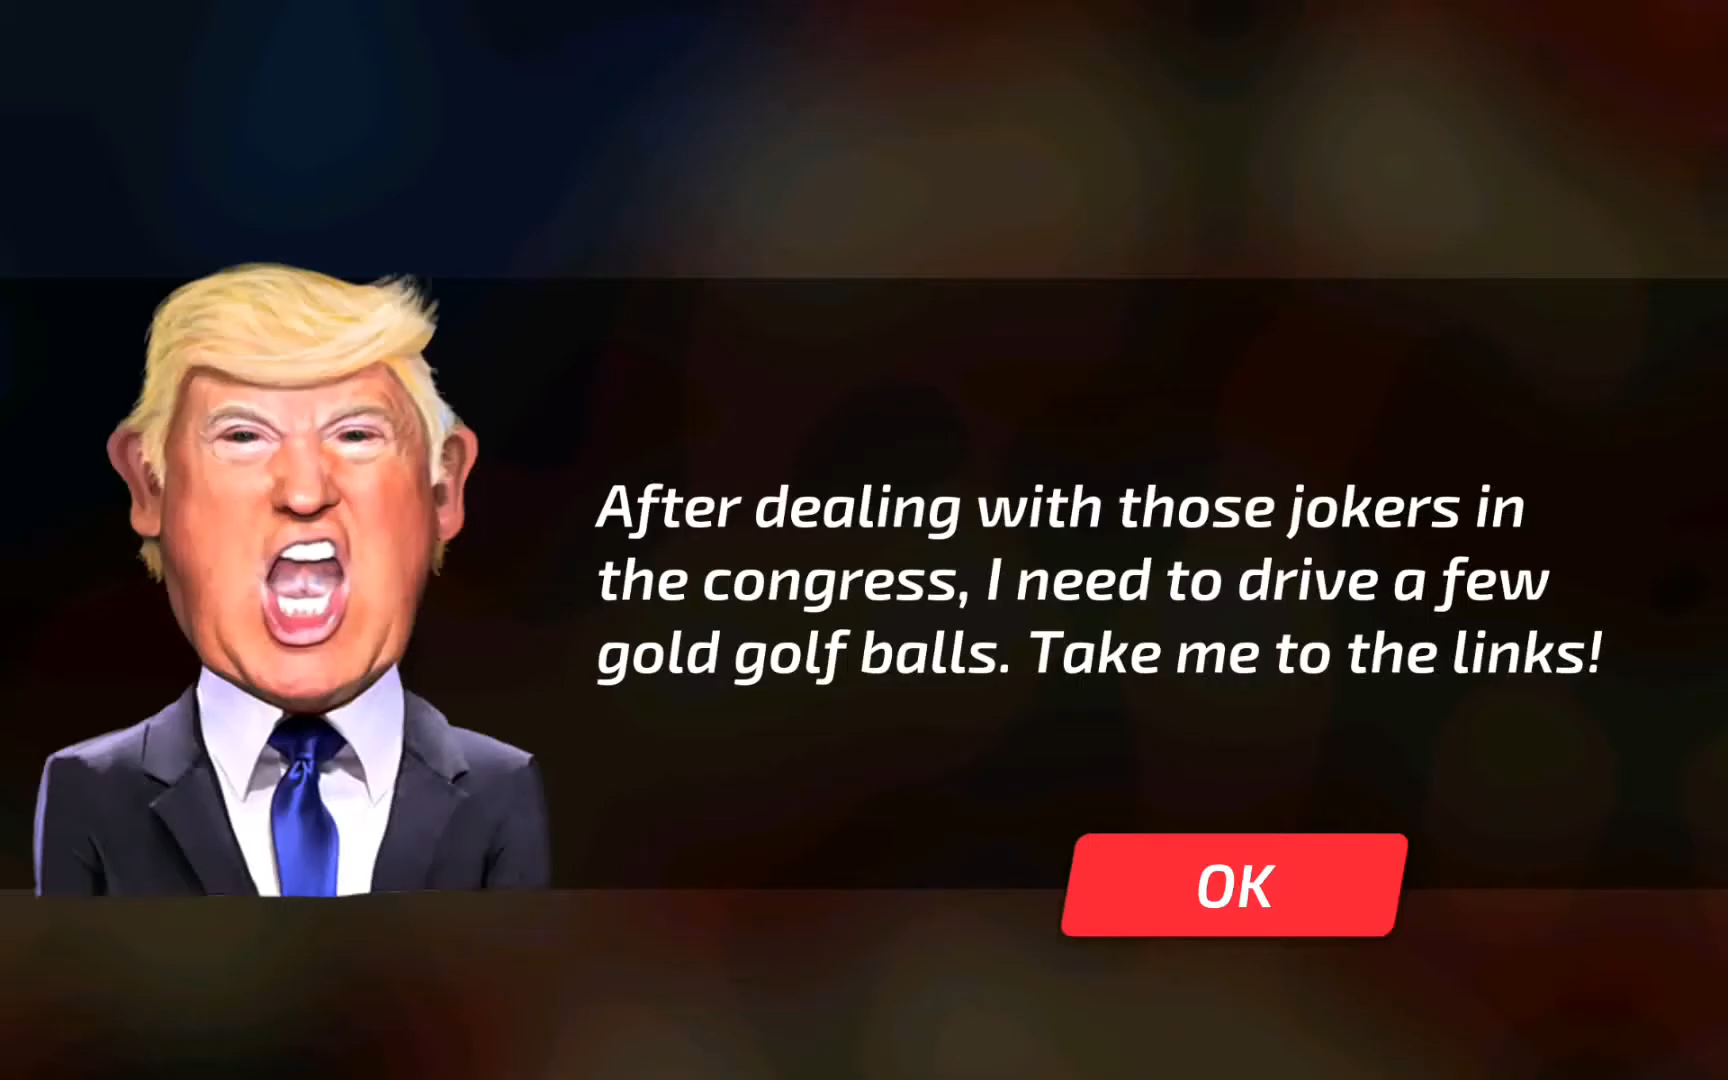 After dealing with those jokers in
the congress, I need to drive a few
gold golf balls. Take me to the links!
OK